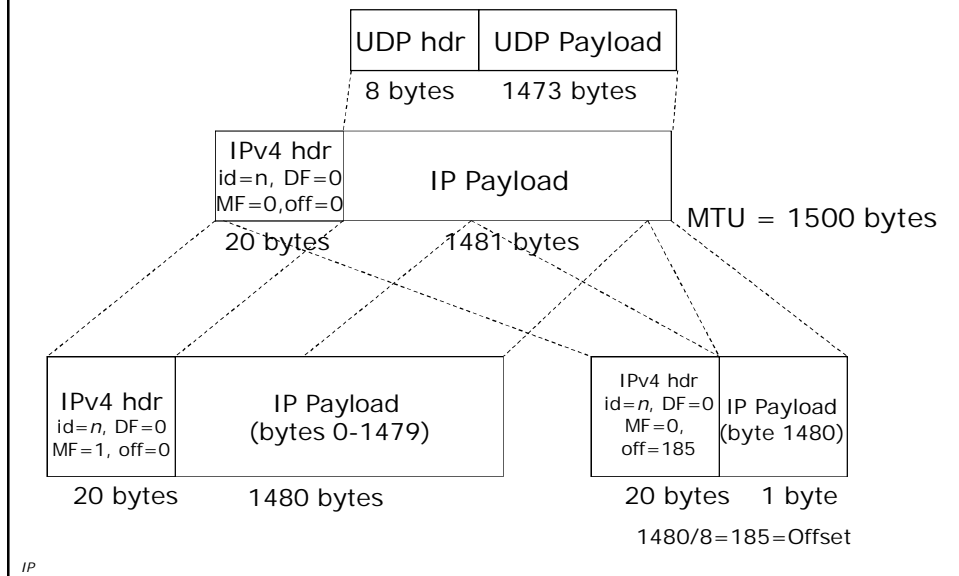 UDP hdr
UDP Payload
8 bytes
1473 bytes
IPv4 hdr
id=n, DF=0
MF=0,off=0
IP Payload
MTU = 1500 bytes
20 bytes
1481 bytes
IPv4 hdr
id=n, DF=0
MF=1, off=0
IP Payload
(bytes 0-1479)
IPv4 hdr
id=n, DF=0
MF=0,
off=185
IP Payload
(byte 1480)
20 bytes
1480 bytes
20 bytes
1 byte
1480/8=185=Offset
IP